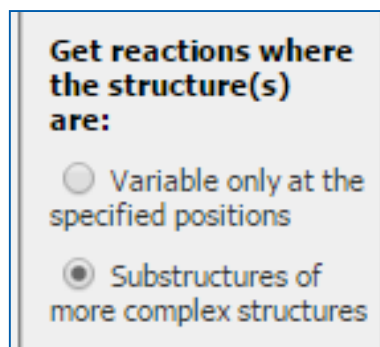 Get reactions where
the structure(s)
are:
Variable only at the
specified positions
Substructures of
more complex structures